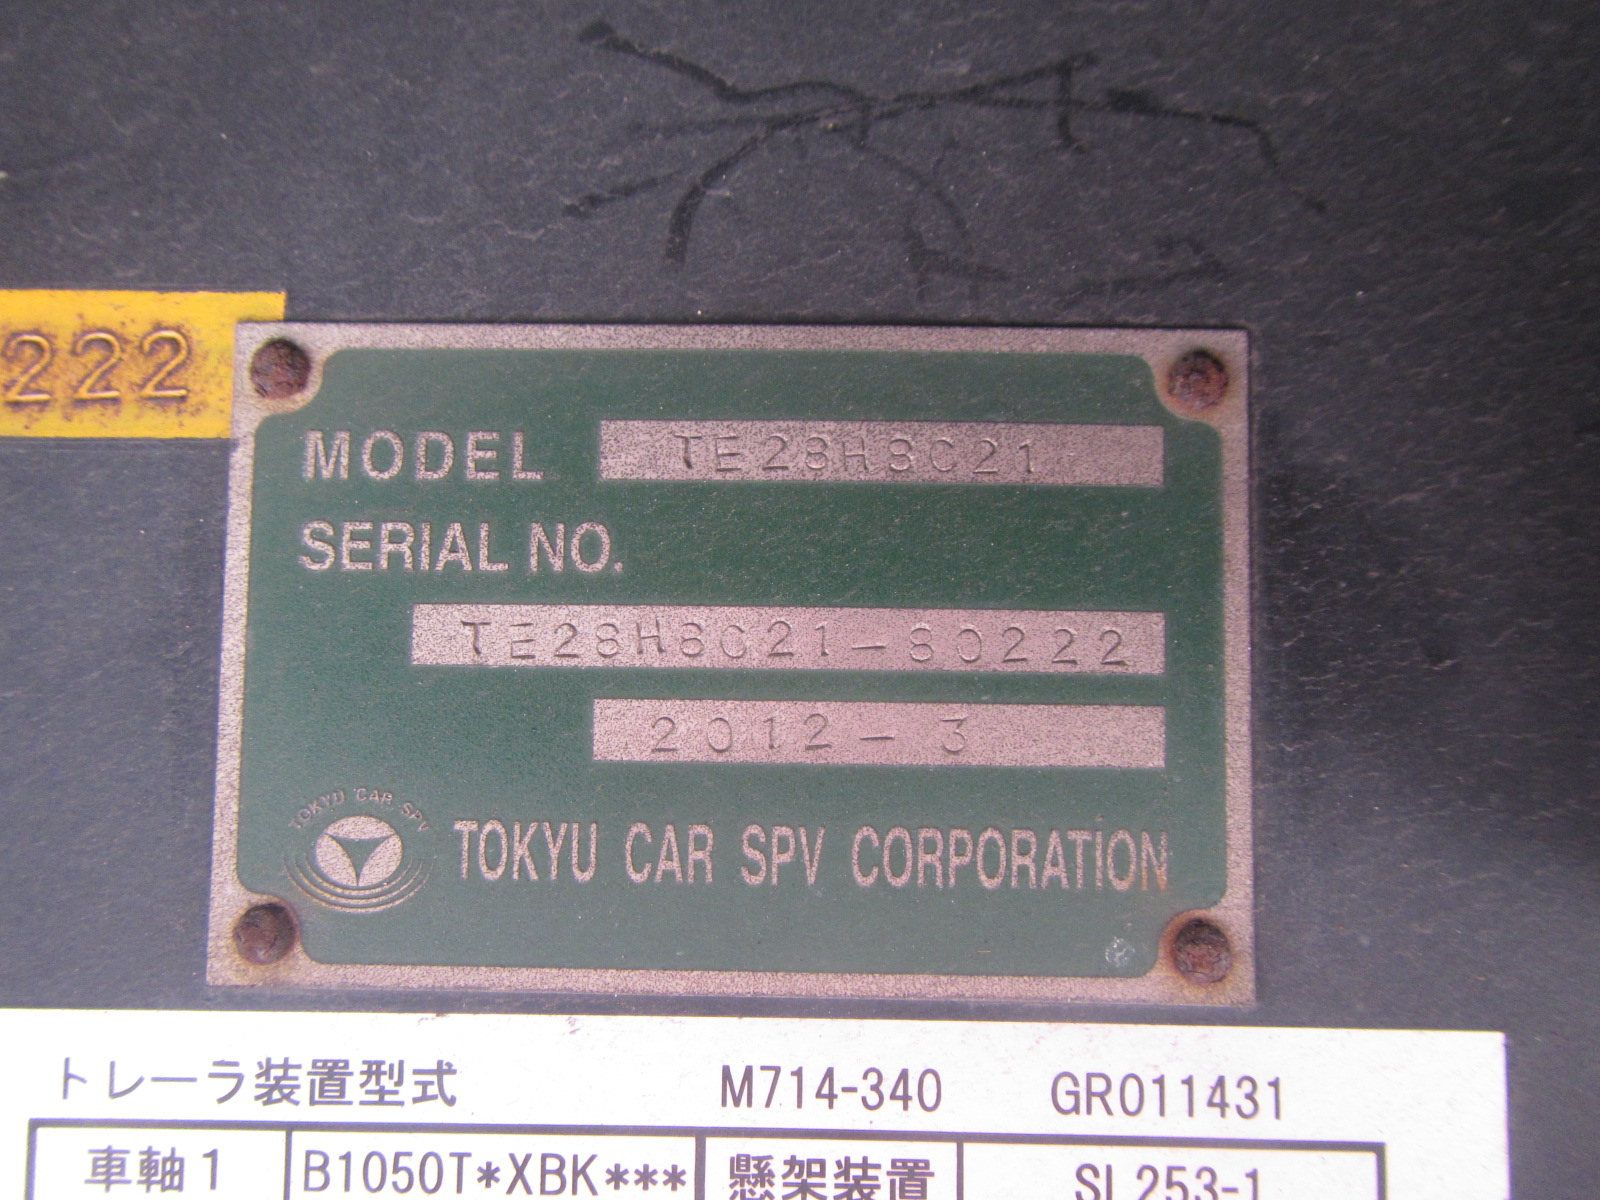 222
MODEL TE28H8C21
SERIAL NO.
TE28H8C21-80222
2012-3
TOKYU CAR SPV
TOKYU CAR SPV CORPORATION
トレーラ装置型式 M714-340 GR011431
車軸1 B1050T*XBK*** 懸架装置 SL253-1